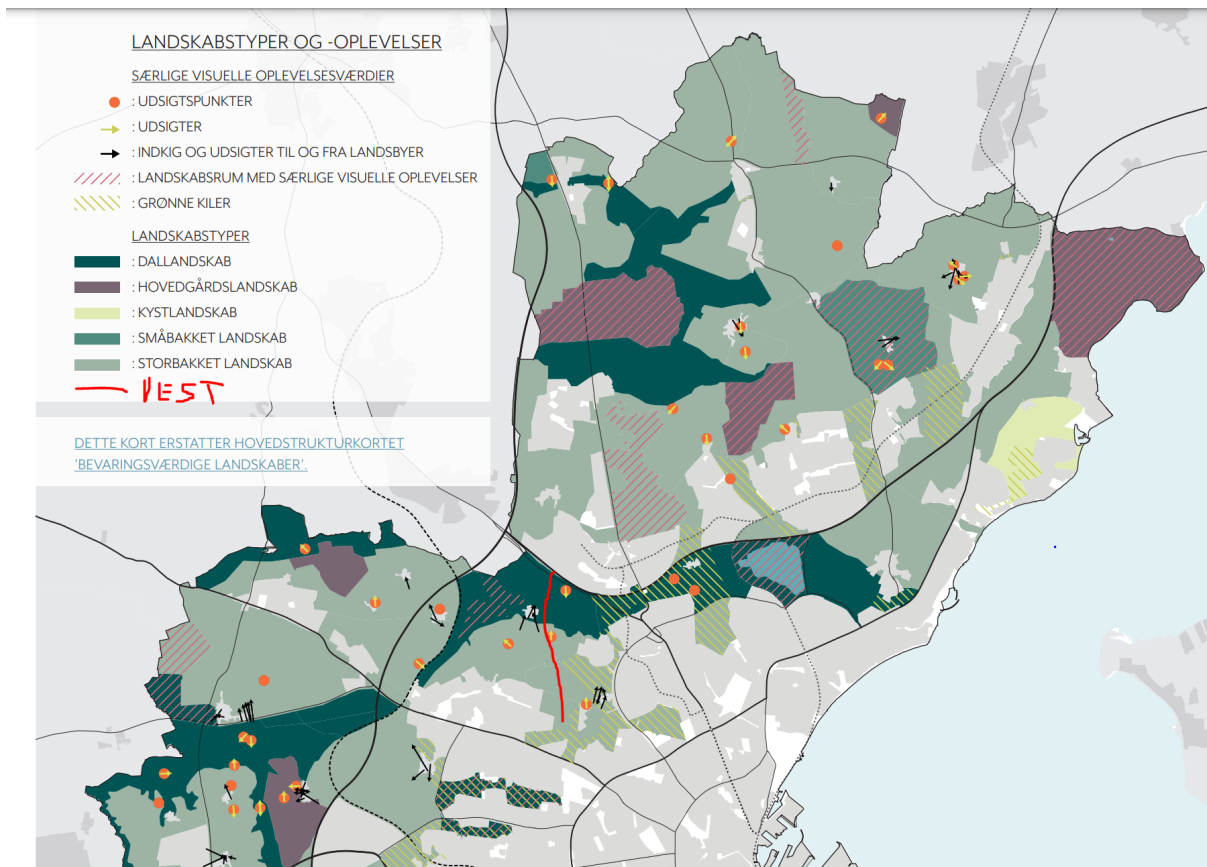 LANDSKABSTYPER OG -OPLEVELSER
SÆRLIGE VISUELLE OPLEVELSESVÆRDIER
: UDSIGTSPUNKTER
: UDSIGTER
: INDKIG OG UDSIGTER TIL OG FRA LANDSBYER
: LANDSKABSRUM MED SÆRLIGE VISUELLE OPLEVELSER
: GRØNNE KILER
LANDSKABSTYPER
: DALLANDSKAB
: HOVEDGÅRDSLANDSKAB
: KYSTLANDSKAB
: SMÅBAKKET LANDSKAB
: STORBAKKET LANDSKAB
VEST
DETTE KORT ERSTATTER HOVEDSTRUKTURKORTET
'BEVARINGSVÆRDIGE LANDSKABER'.